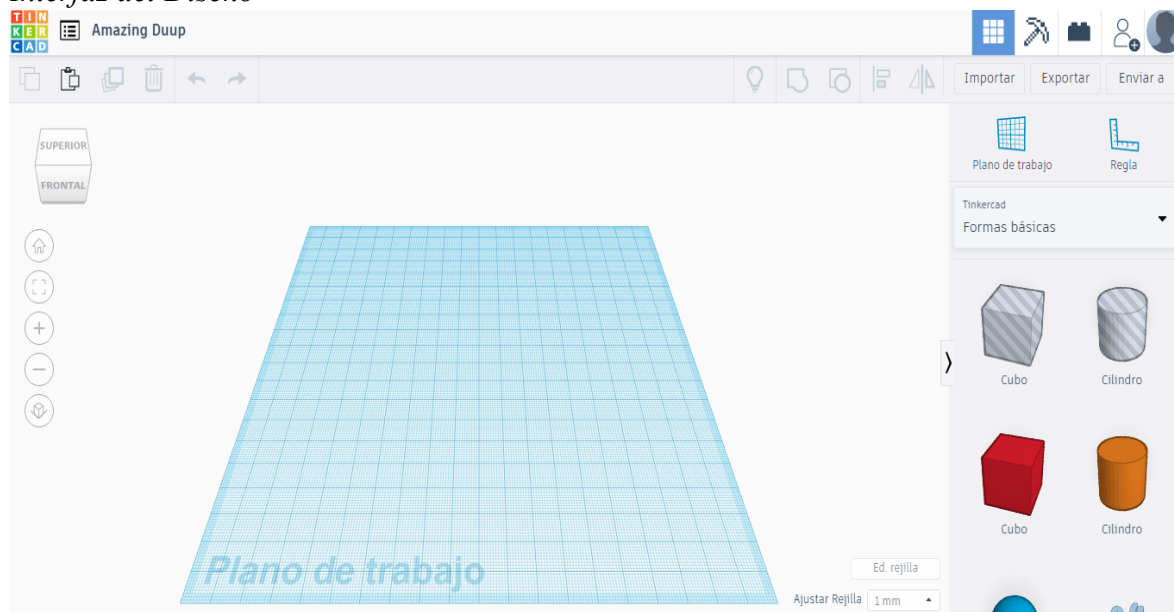 Interfaz del Diseño
TIN
KER
CAD
Amazing Duup
Importar Exportar Enviar a
SUPERIOR
FRONTAL
Plano de trabajo Regla
Tinkercad
Formas básicas
Cubo Cilindro
Cubo Cilindro
Plano de trabajo
Ed. rejilla
Ajustar Rejilla 1 mm